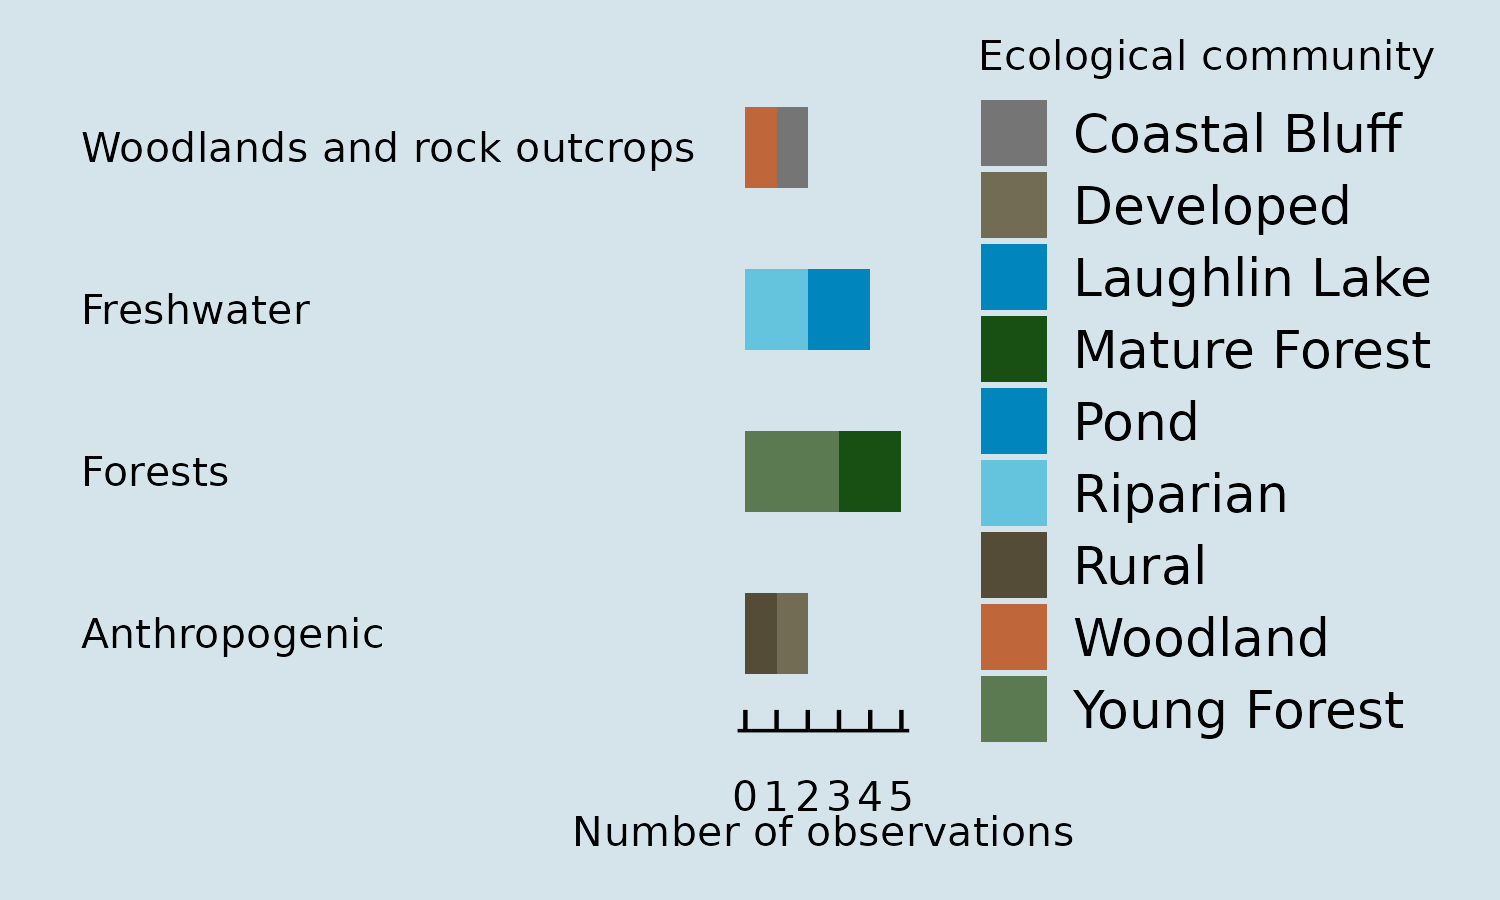 Ecological community
Coastal Bluff
Developed
Laughlin Lake
Mature Forest
Pond
Riparian
Rural
Woodland
Young Forest
Woodlands and rock outcrops
Freshwater
Forests
Anthropogenic
0 1 2 3 4 5
Number of observations